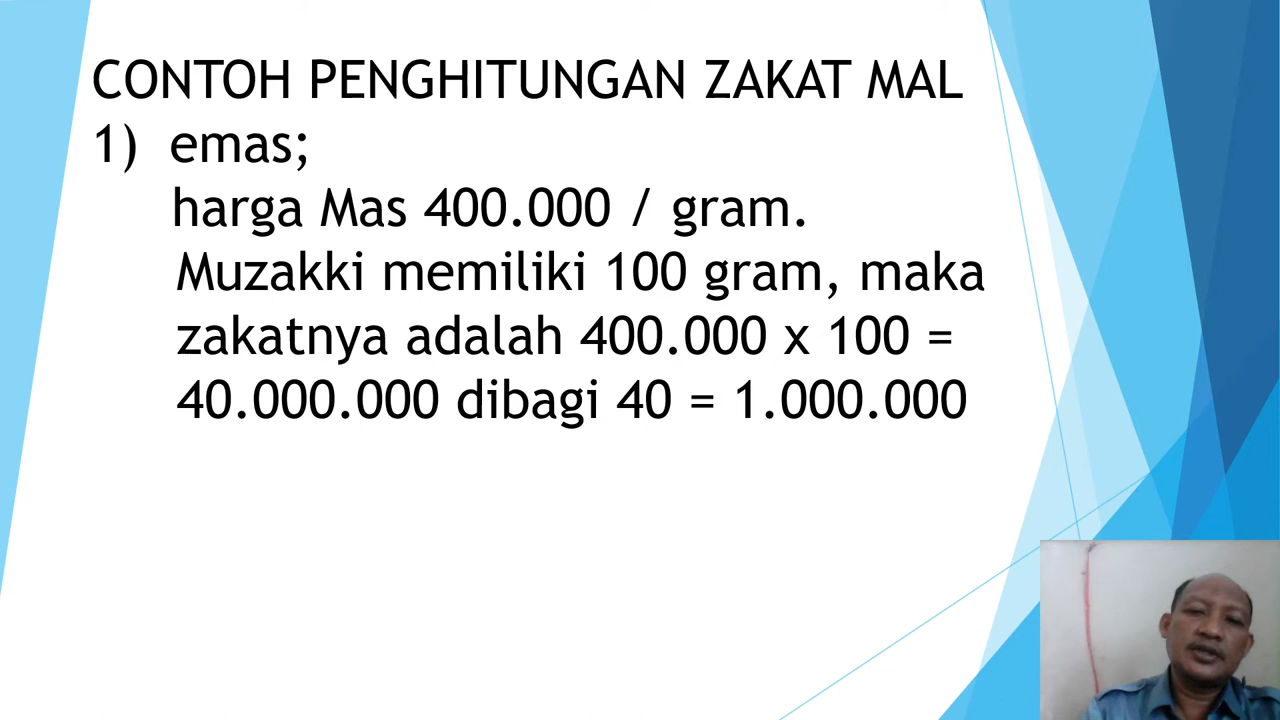 CONTOH PENGHITUNGAN ZAKAT MAL
1) emas;
harga Mas 400.000 / gram.
Muzakki memiliki 100 gram, maka
zakatnya adalah 400.000 x 100 =
40.000.000 dibagi 40 = 1.000.000